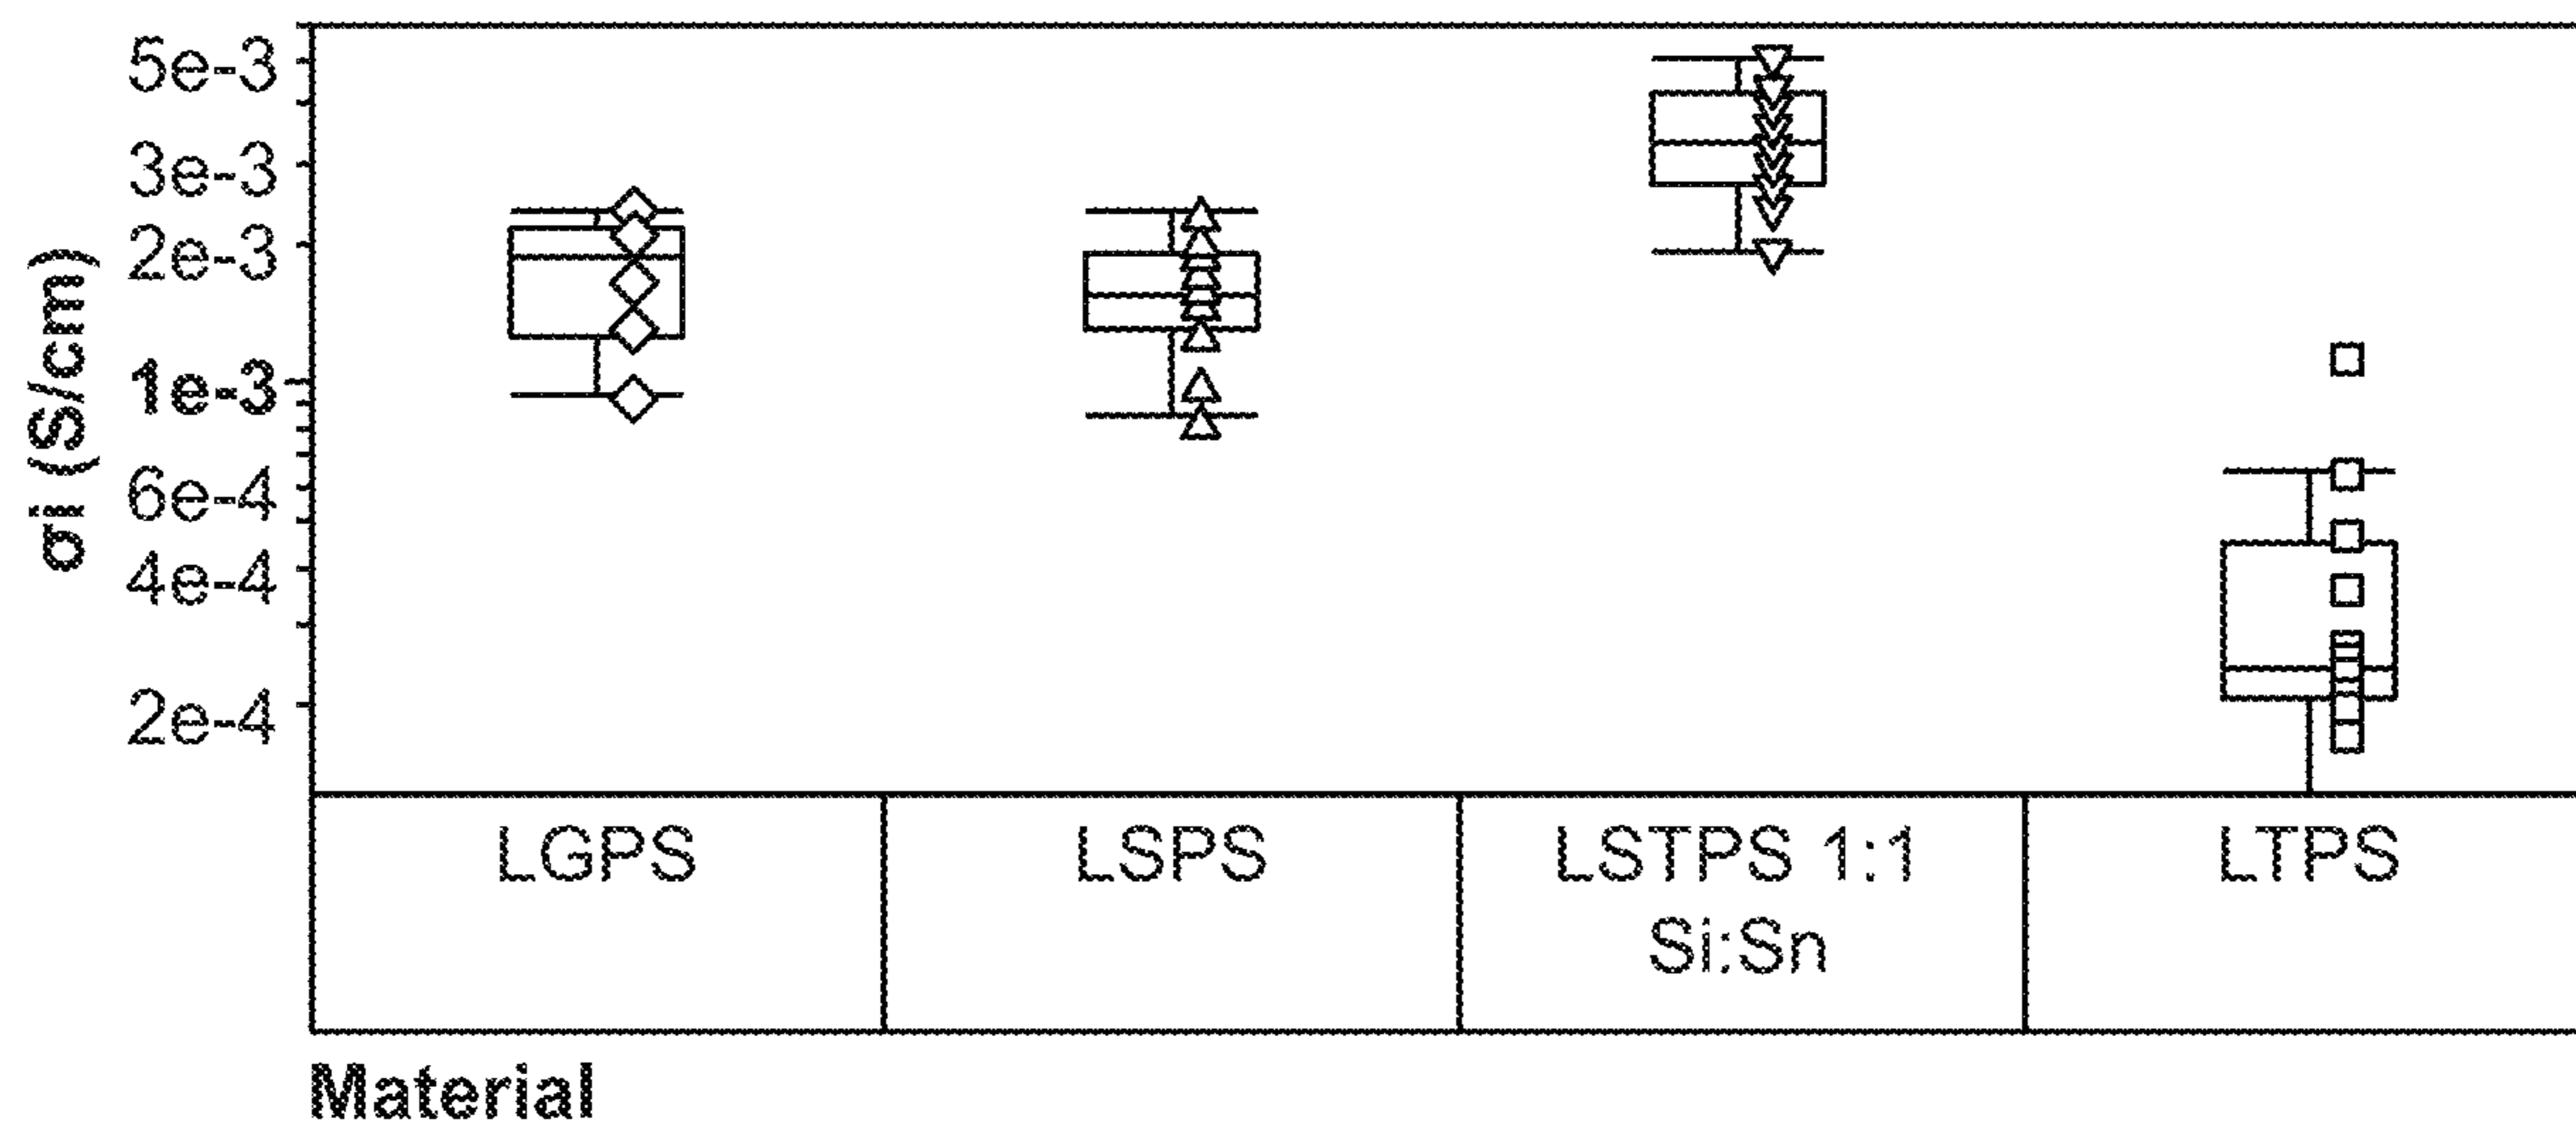 5e-3
3e-3
2e-3
1e-3
6e-4
4e-4
2e-4
σi (S/cm)
LGPS
LSPS
LSTPS 1:1
Si:Sn
LTPS
Material